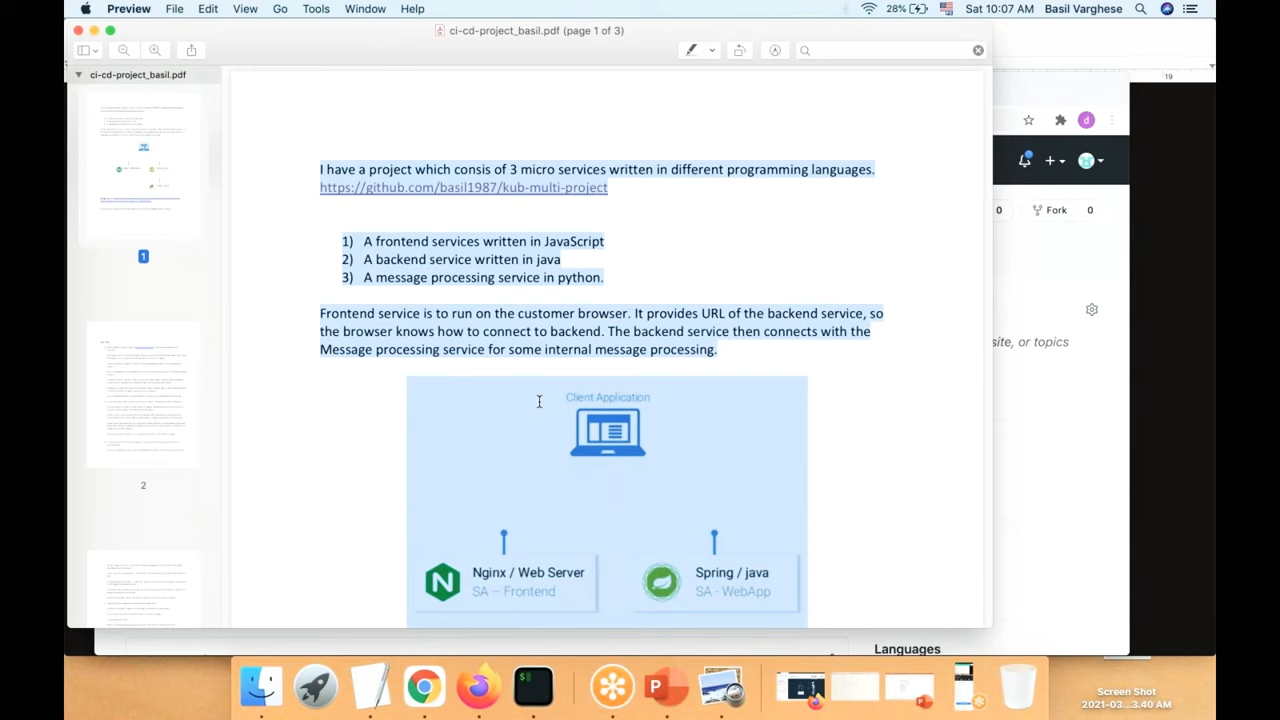 Preview File Edit View Go Tools Window Help 28% Sat 10:07 AM Basil Varghese
ci-cd-project_basil.pdf (page 1 of 3)
ci-cd-project_basil.pdf
19
d
I have a project which consis of 3 micro services written in different programming languages.
https://github.com/basil1987/kub-multi-project
0 Fork 0
1) A frontend services written in JavaScript
2) A backend service written in java
3) A message processing service in python.
1
Frontend service is to run on the customer browser. It provides URL of the backend service, so
the browser knows how to connect to backend. The backend service then connects with the
Message processing service for some internal message processing.
site, or topics
Client Application
2
Nginx / Web Server
SA – Frontend
Spring / java
SA - WebApp
Languages
Screen Shot
2021-03...3.40 AM